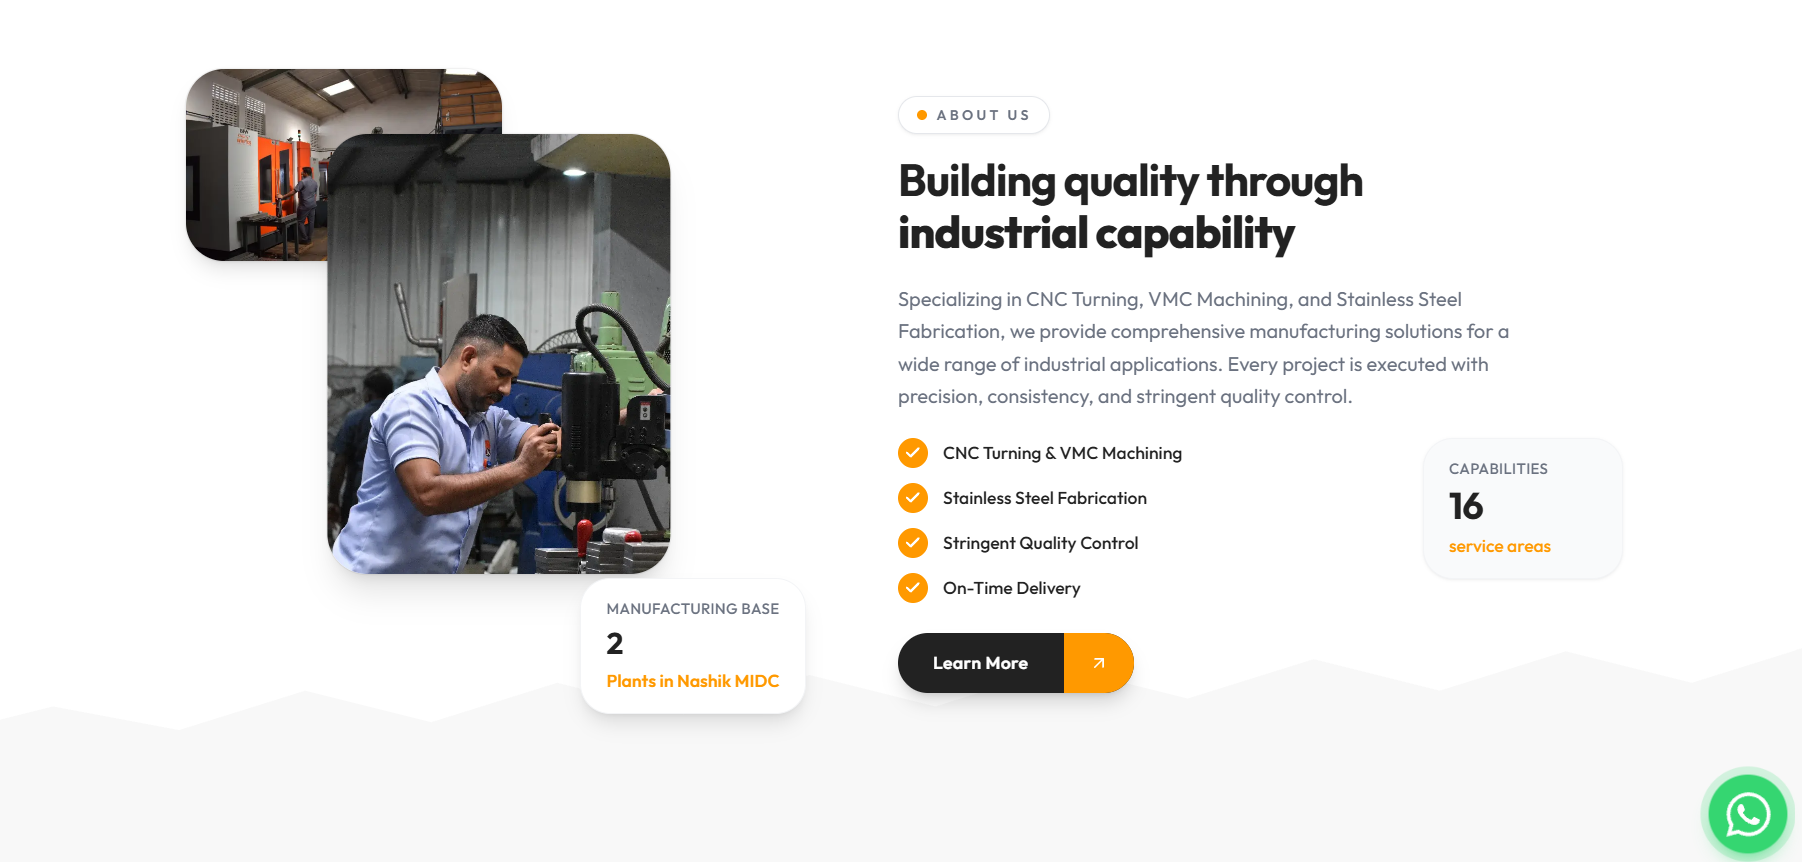 ABOUT US
Building quality through
industrial capability
Specializing in CNC Turning, VMC Machining, and Stainless Steel
Fabrication, we provide comprehensive manufacturing solutions for a
wide range of industrial applications. Every project is executed with
precision, consistency, and stringent quality control.
CNC Turning & VMC Machining
Stainless Steel Fabrication
Stringent Quality Control
On-Time Delivery
CAPABILITIES
16
service areas
Learn More
MANUFACTURING BASE
2
Plants in Nashik MIDC